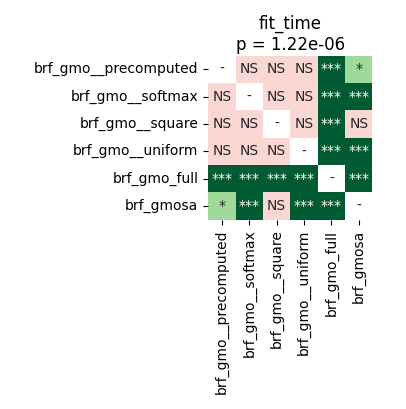 fit_time
p = 1.22e-06
brf_gmo__precomputed - NS NS NS *** *
brf_gmo__softmax NS - NS NS *** ***
brf_gmo__square NS NS - NS *** NS
brf_gmo__uniform NS NS NS - *** ***
brf_gmo_full *** *** *** *** - ***
brf_gmosa * *** NS *** *** -
brf_gmo__precomputed
brf_gmo__softmax
brf_gmo__square
brf_gmo__uniform
brf_gmo_full
brf_gmosa